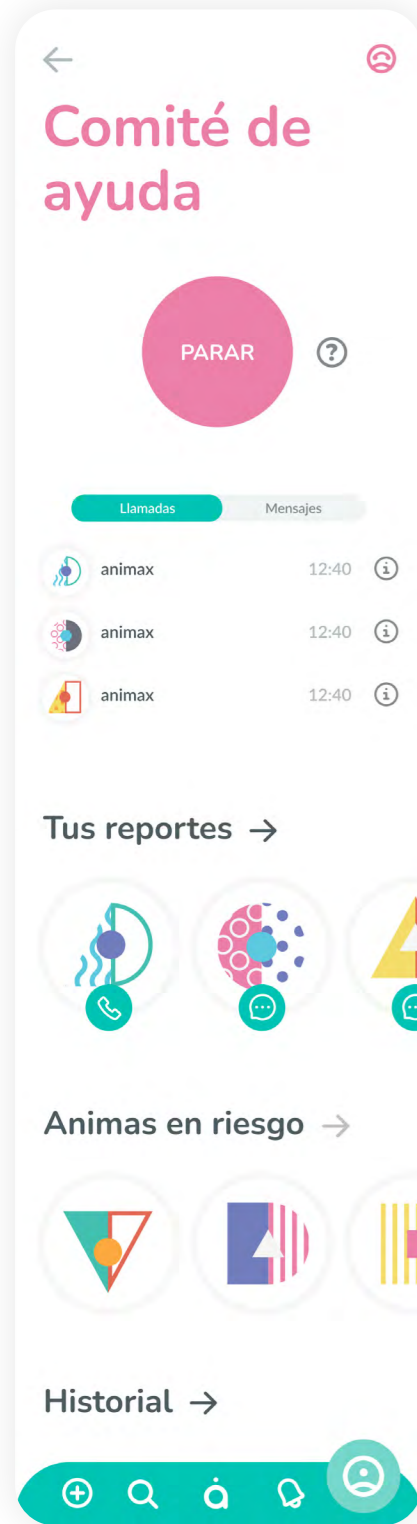 Comité de
ayuda
PARAR
?
Llamadas Mensajes
animax 12:40 i
animax 12:40 i
animax 12:40 i
Tus reportes →
Animas en riesgo →
Historial →